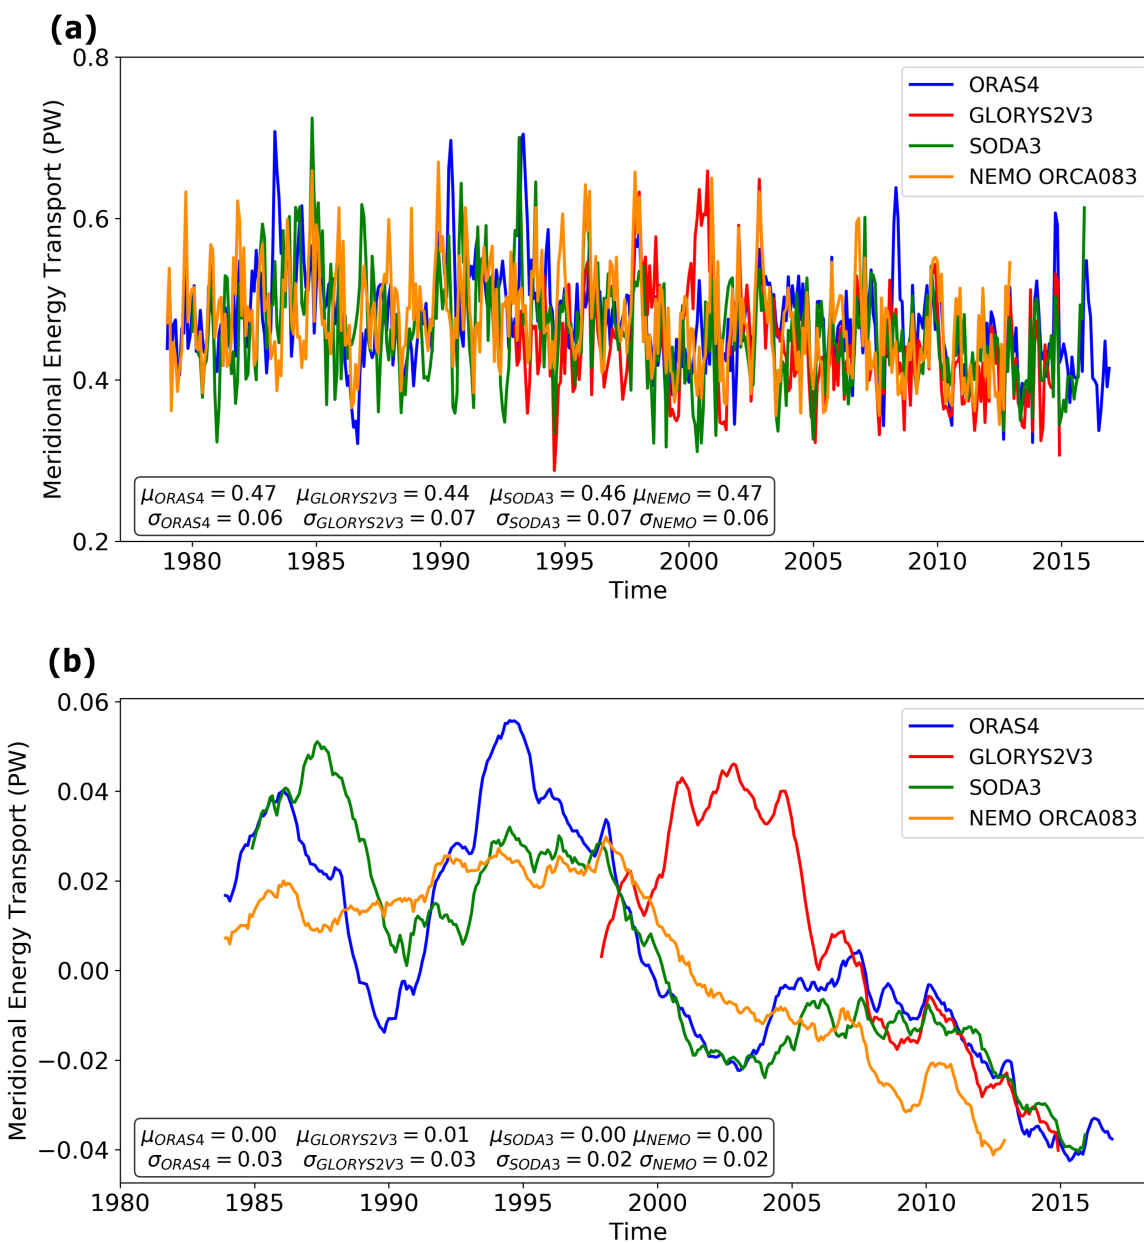 (a)
0.8
0.6
0.4
0.2
Meridional Energy Transport (PW)
ORAS4
GLORYS2V3
SODA3
NEMO ORCA083
μORAS4 = 0.47 μGLORYS2V3 = 0.44 μSODA3 = 0.46 μNEMO = 0.47
σORAS4 = 0.06 σGLORYS2V3 = 0.07 σSODA3 = 0.07 σNEMO = 0.06
1980 1985 1990 1995 2000 2005 2010 2015
Time
(b)
0.06
0.04
0.02
0.00
−0.02
−0.04
Meridional Energy Transport (PW)
ORAS4
GLORYS2V3
SODA3
NEMO ORCA083
μORAS4 = 0.00 μGLORYS2V3 = 0.01 μSODA3 = 0.00 μNEMO = 0.00
σORAS4 = 0.03 σGLORYS2V3 = 0.03 σSODA3 = 0.02 σNEMO = 0.02
1980 1985 1990 1995 2000 2005 2010 2015
Time